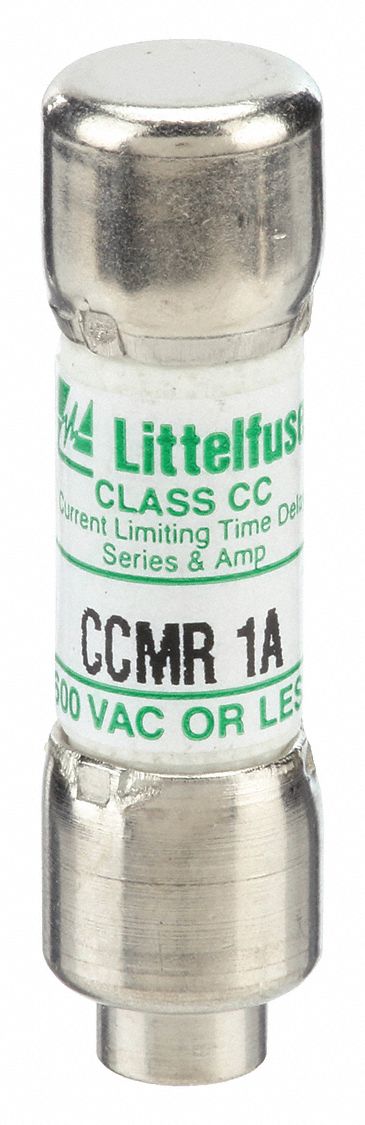 Littelfuse
CLASS CC
Current Limiting Time Delay
Series & Amp
CCMR 1A
600 VAC OR LESS